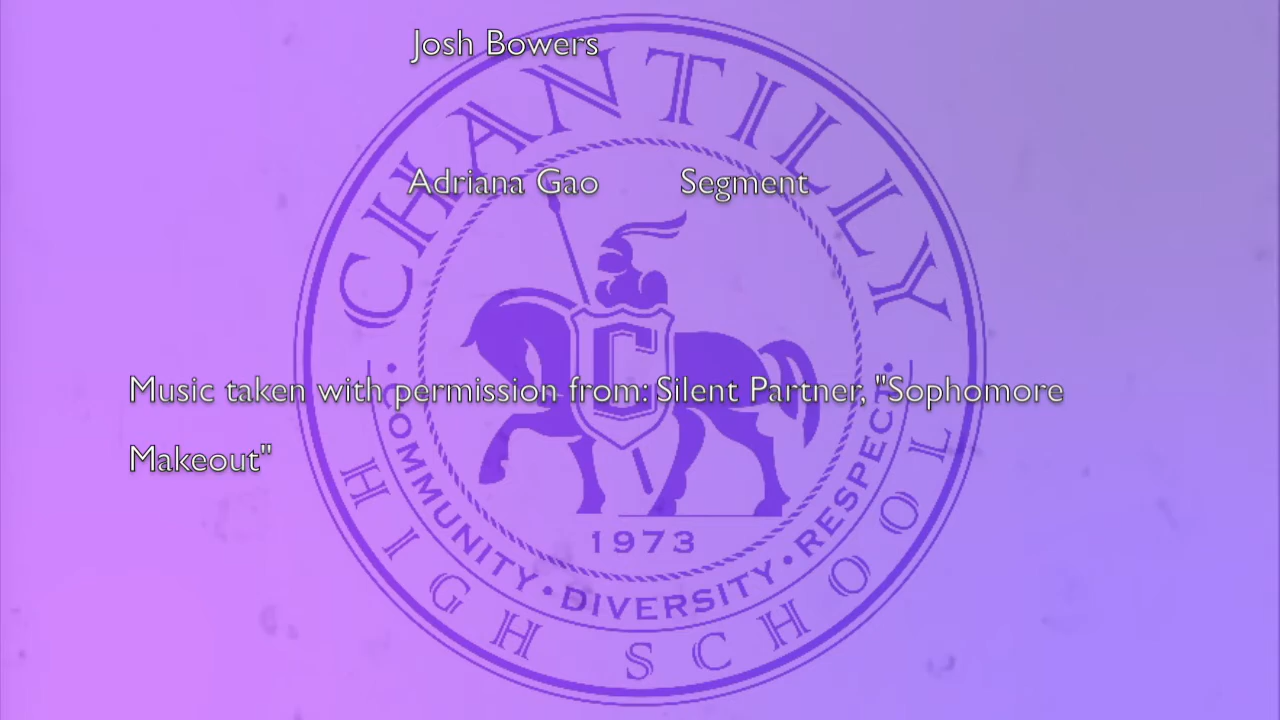 Josh Bowers
CHANTILLY
Adriana Gao Segment
C
Music taken with permission from: Silent Partner, "Sophomore
Makeout"
1973
COMMUNITY • DIVERSITY • RESPECT
HIGH SCHOOL